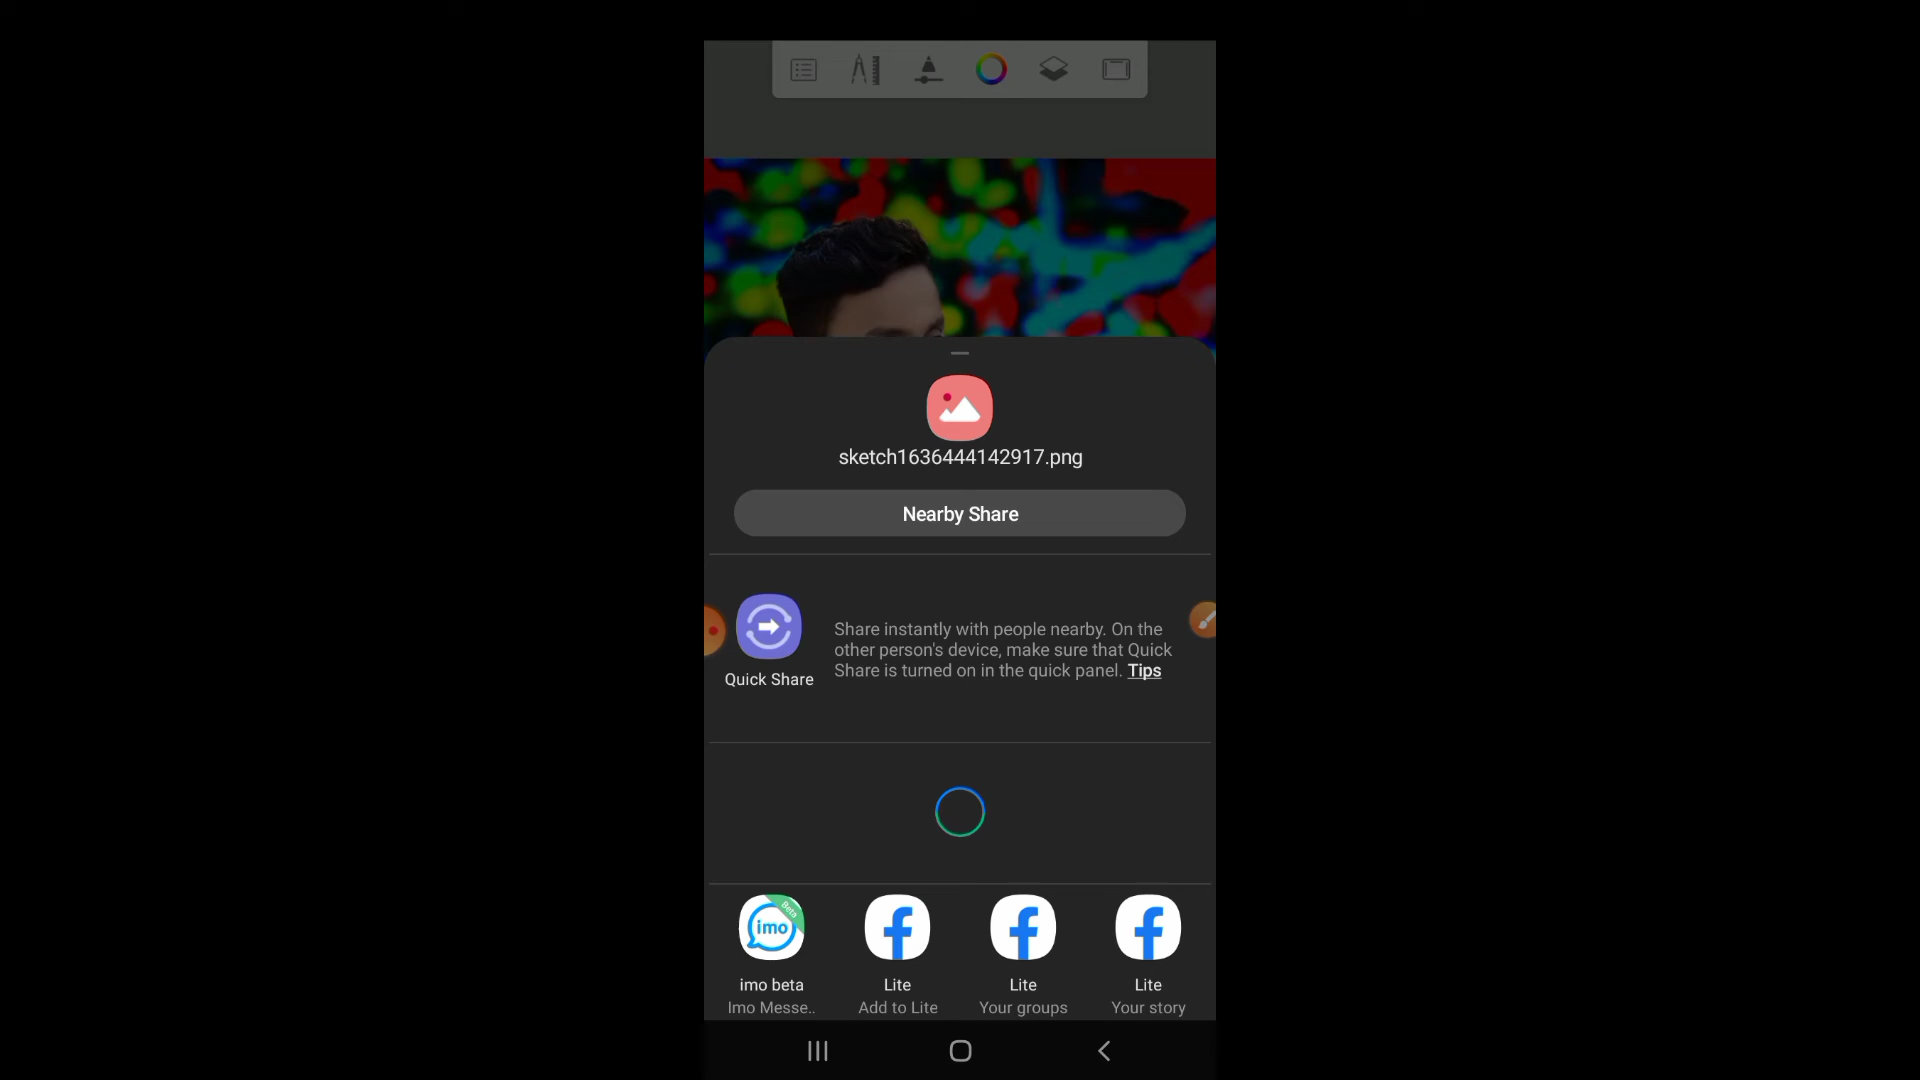 sketch1636444142917.png
Nearby Share
Share instantly with people nearby. On the
other person's device, make sure that Quick
Share is turned on in the quick panel. Tips
Quick Share
Beta
imo
imo beta
Imo Messe..
Lite
Add to Lite
Lite
Your groups
Lite
Your story